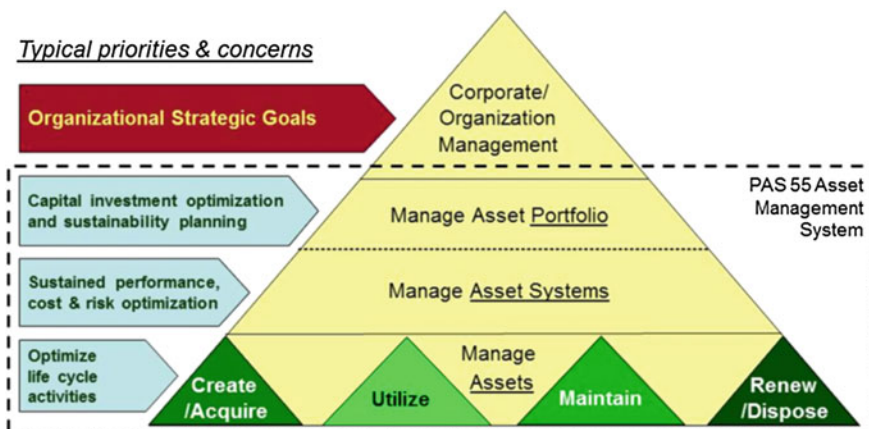 Typical priorities & concerns
Organizational Strategic Goals
Corporate/
Organization
Management
PAS 55 Asset
Management
System
Capital investment optimization
and sustainability planning
Manage Asset Portfolio
Sustained performance,
cost & risk optimization
Manage Asset Systems
Optimize
life cycle
activities
Manage
Assets
Create
/Acquire
Utilize
Maintain
Renew
/Dispose